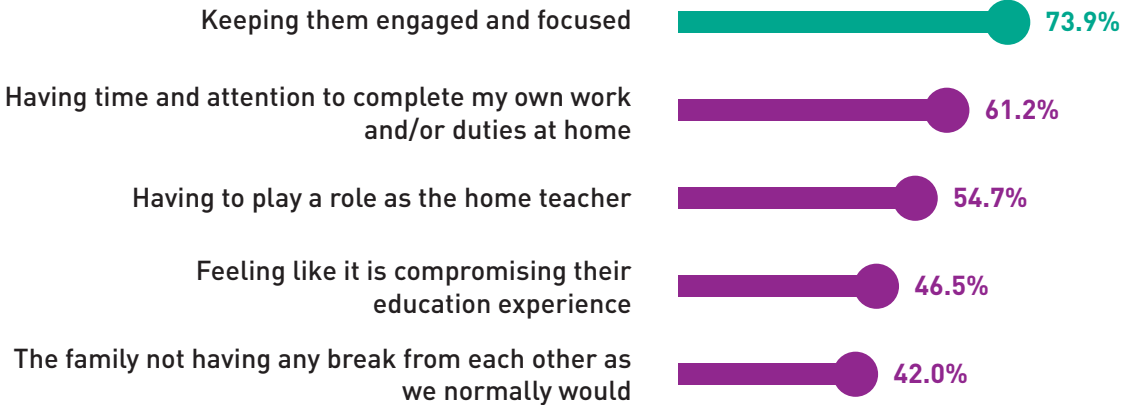 Keeping them engaged and focused
73.9%
Having time and attention to complete my own work
and/or duties at home
61.2%
Having to play a role as the home teacher
54.7%
Feeling like it is compromising their
education experience
46.5%
The family not having any break from each other as
we normally would
42.0%